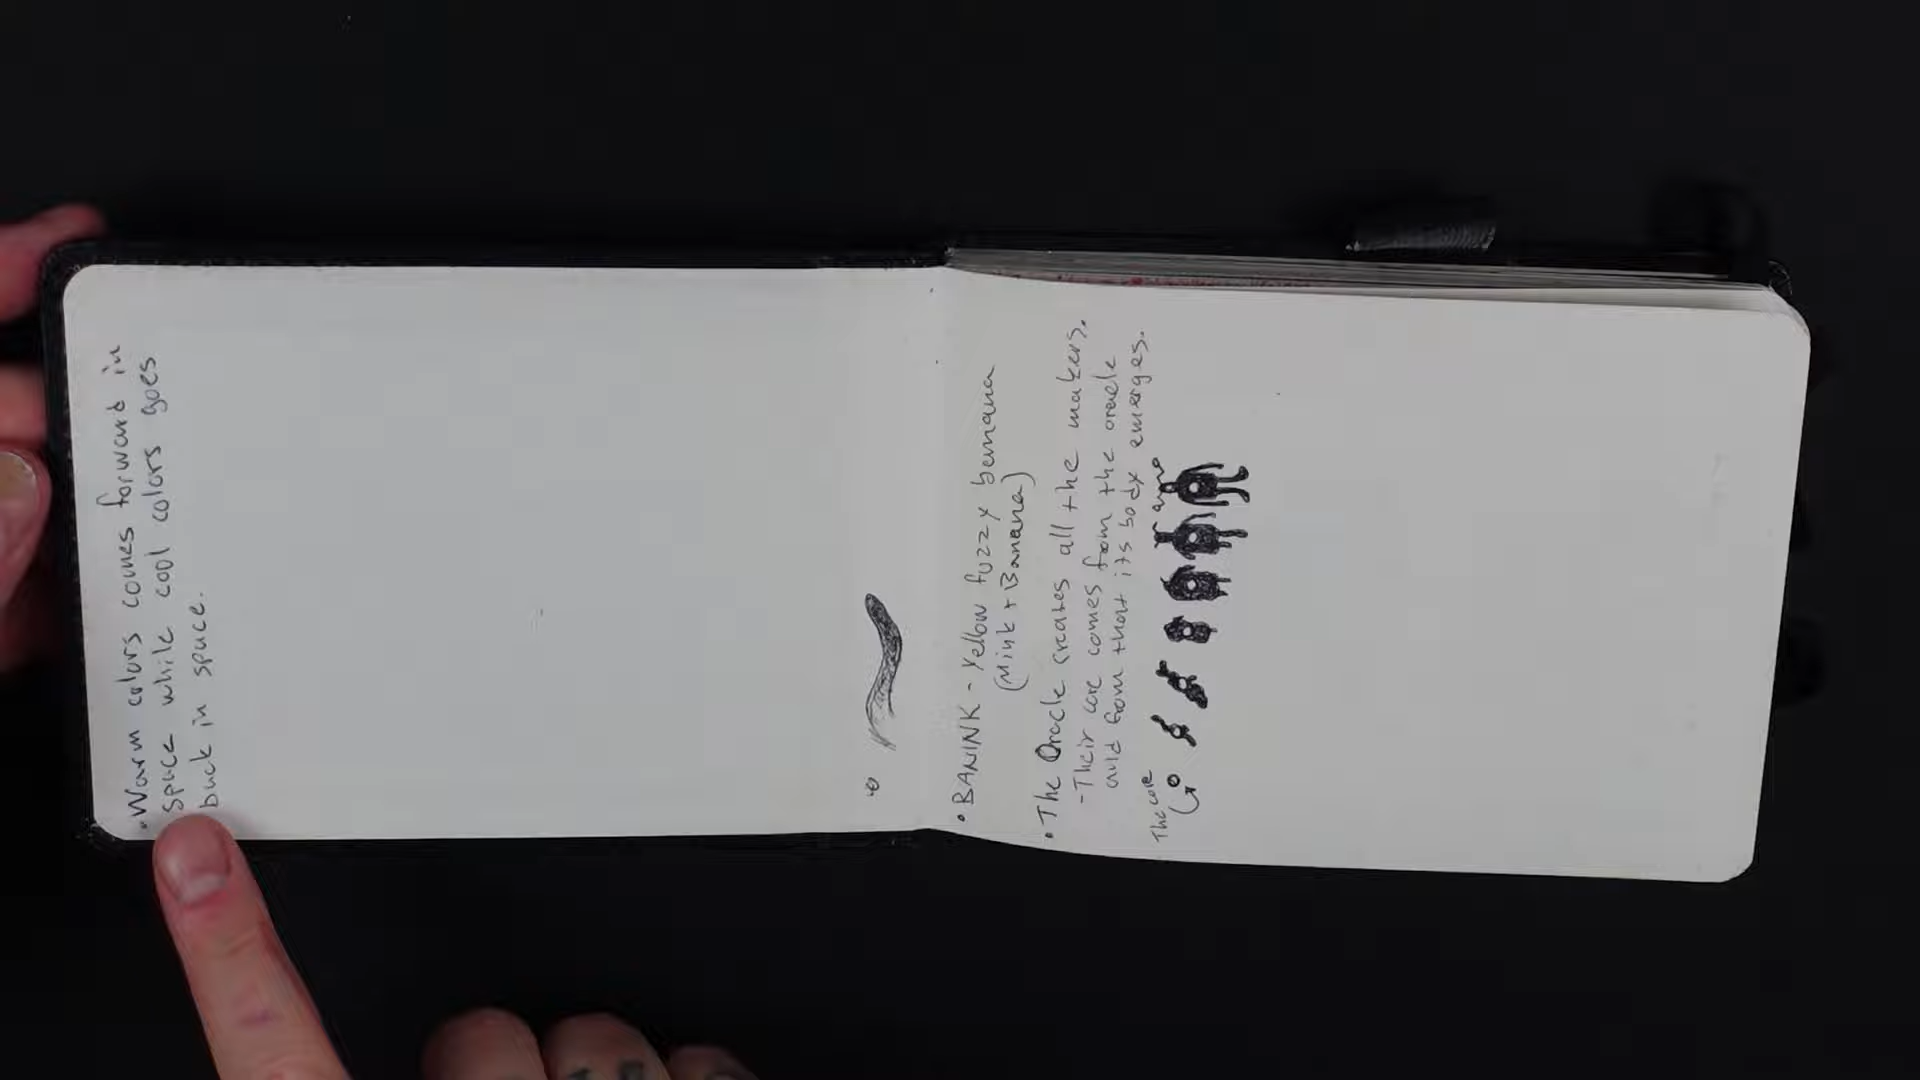 • Warm colors comes forward in
space while cool colors goes
back in space.
• BANINK - Yellow fuzzy banana
(Mink + Banana)
• The Oracle creates all the makers.
- Their core comes from the oracle
and from that its body emerges.
The core